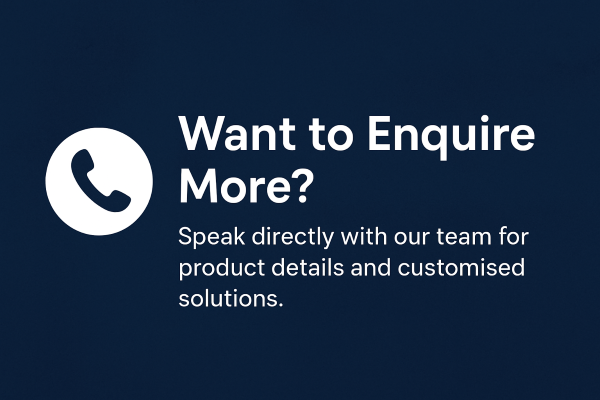 Want to Enquire
More?
Speak directly with our team for
product details and customised
solutions.